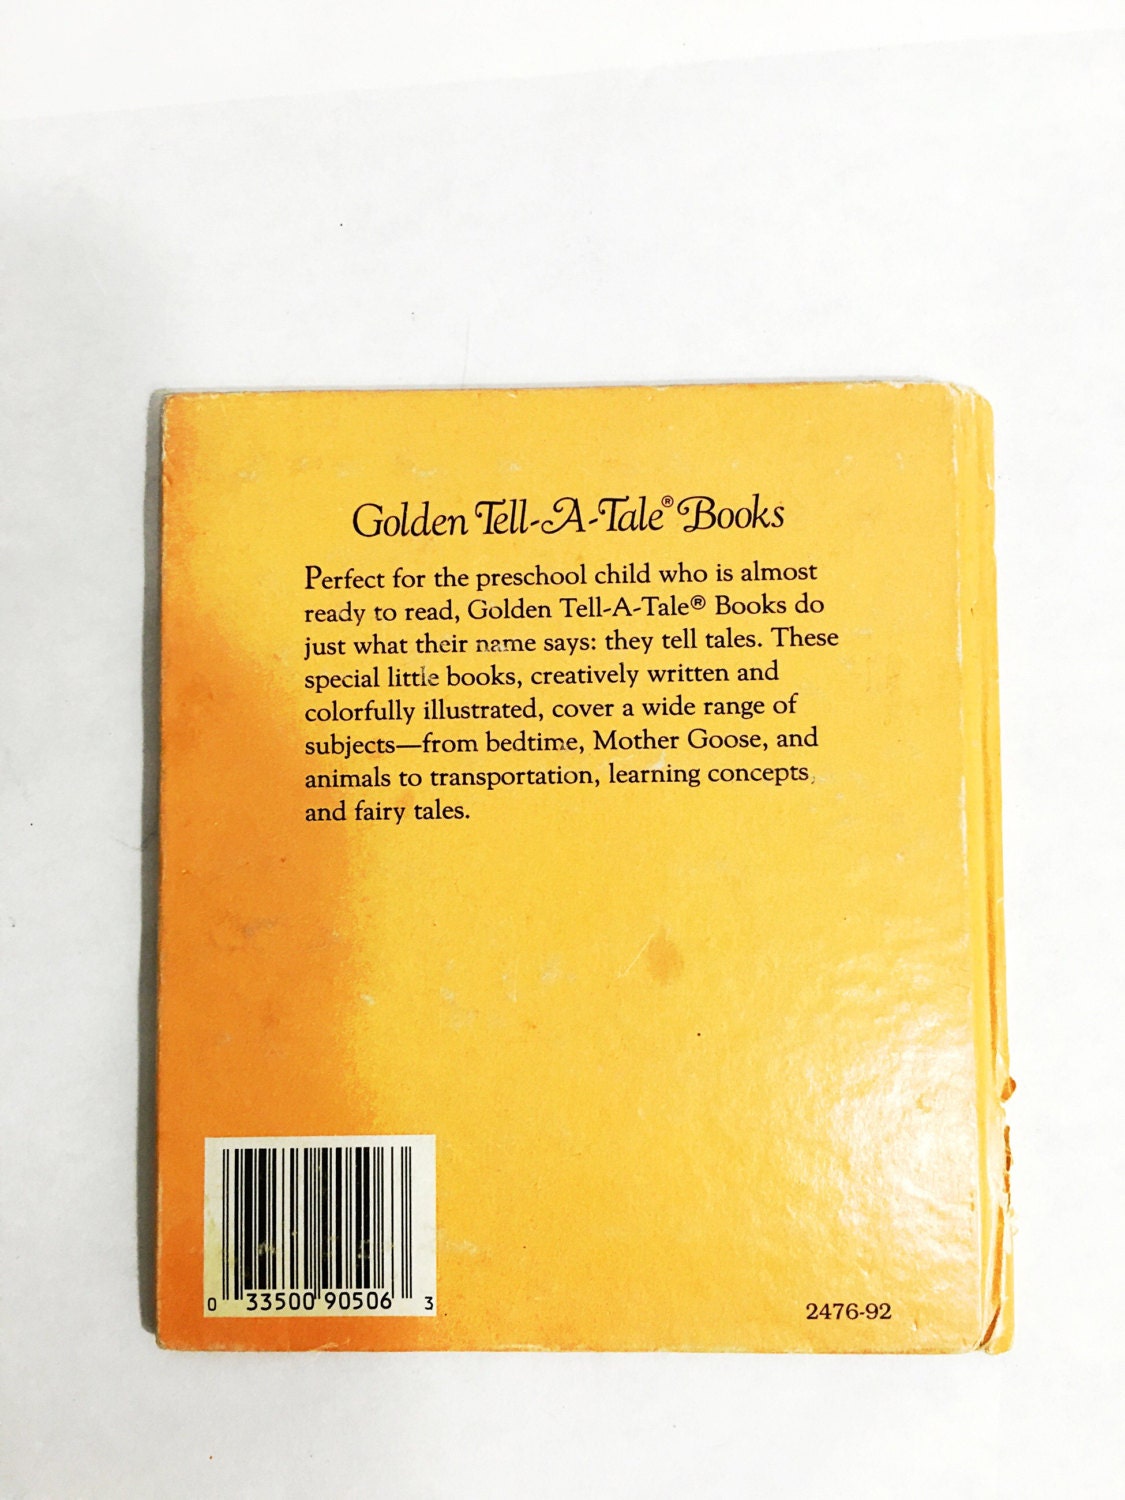 Golden Tell-A-Tale® Books
Perfect for the preschool child who is almost
ready to read, Golden Tell-A-Tale® Books do
just what their name says: they tell tales. These
special little books, creatively written and
colorfully illustrated, cover a wide range of
subjects—from bedtime, Mother Goose, and
animals to transportation, learning concepts,
and fairy tales.
0 33500 90506 3
2476-92